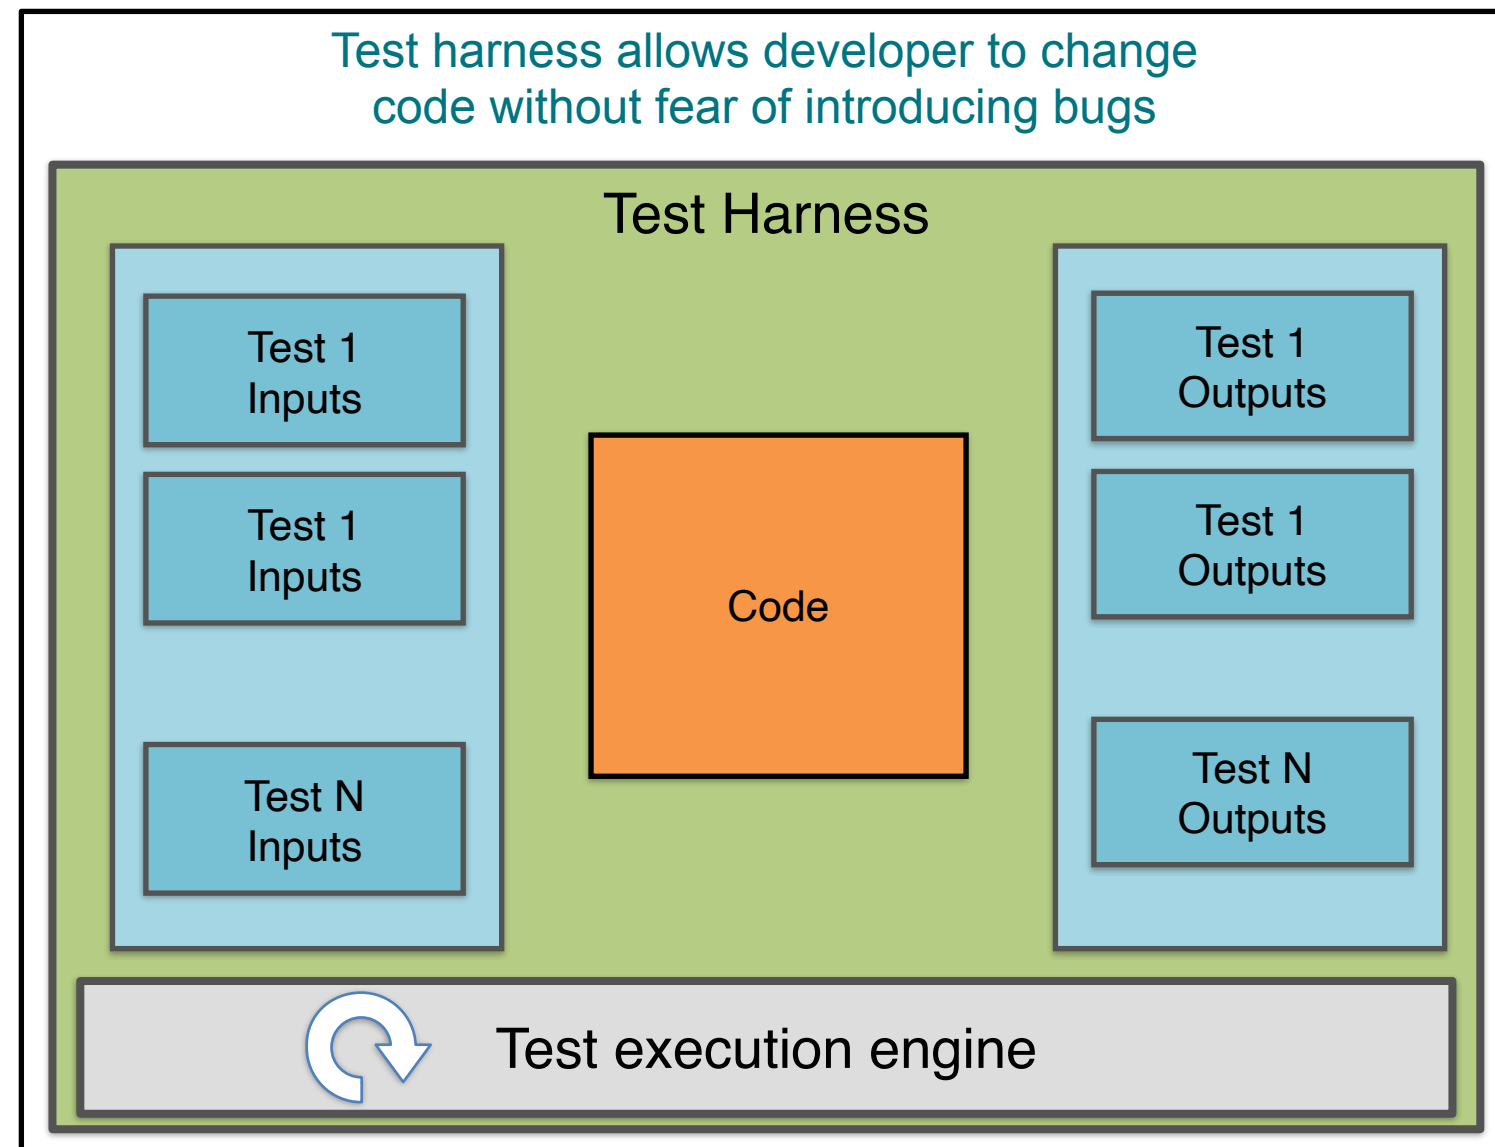 Test harness allows developer to change
code without fear of introducing bugs
Test Harness
Test 1
Inputs
Test 1
Inputs
Test N
Inputs
Code
Test 1
Outputs
Test 1
Outputs
Test N
Outputs
Test execution engine